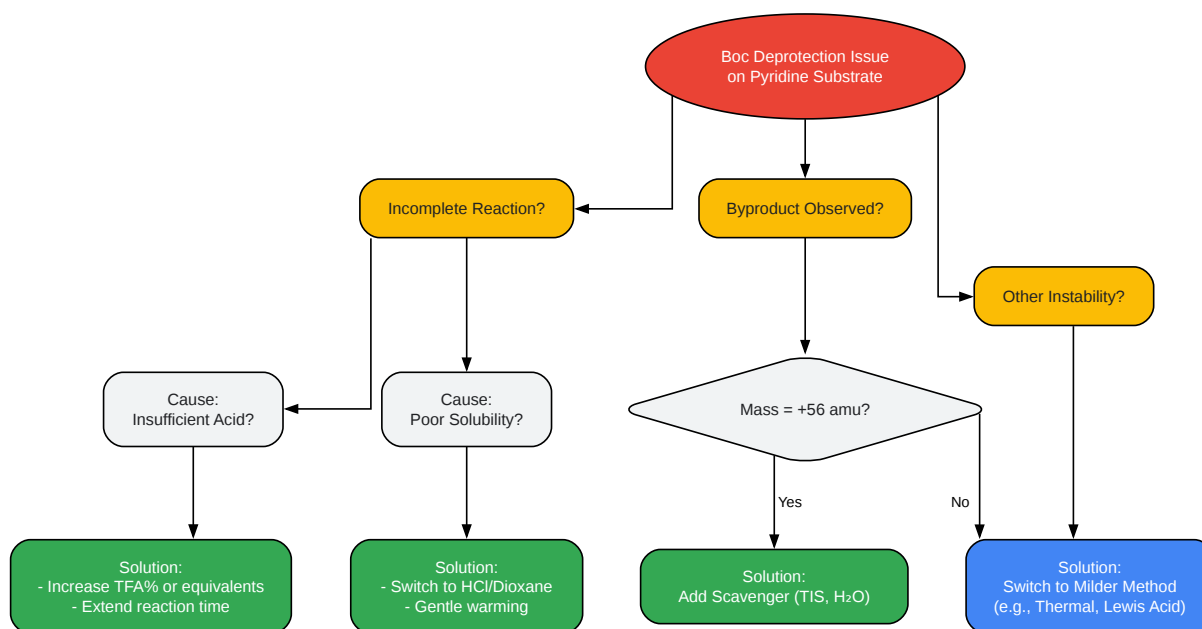 Boc Deprotection Issue
on Pyridine Substrate
Incomplete Reaction?
Byproduct Observed?
Other Instability?
Cause:
Insufficient Acid?
Cause:
Poor Solubility?
Mass = +56 amu?
Yes
No
Solution:
- Increase TFA% or equivalents
- Extend reaction time
Solution:
- Switch to HCl/Dioxane
- Gentle warming
Solution:
Add Scavenger (TIS, H₂O)
Solution:
Switch to Milder Method
(e.g., Thermal, Lewis Acid)